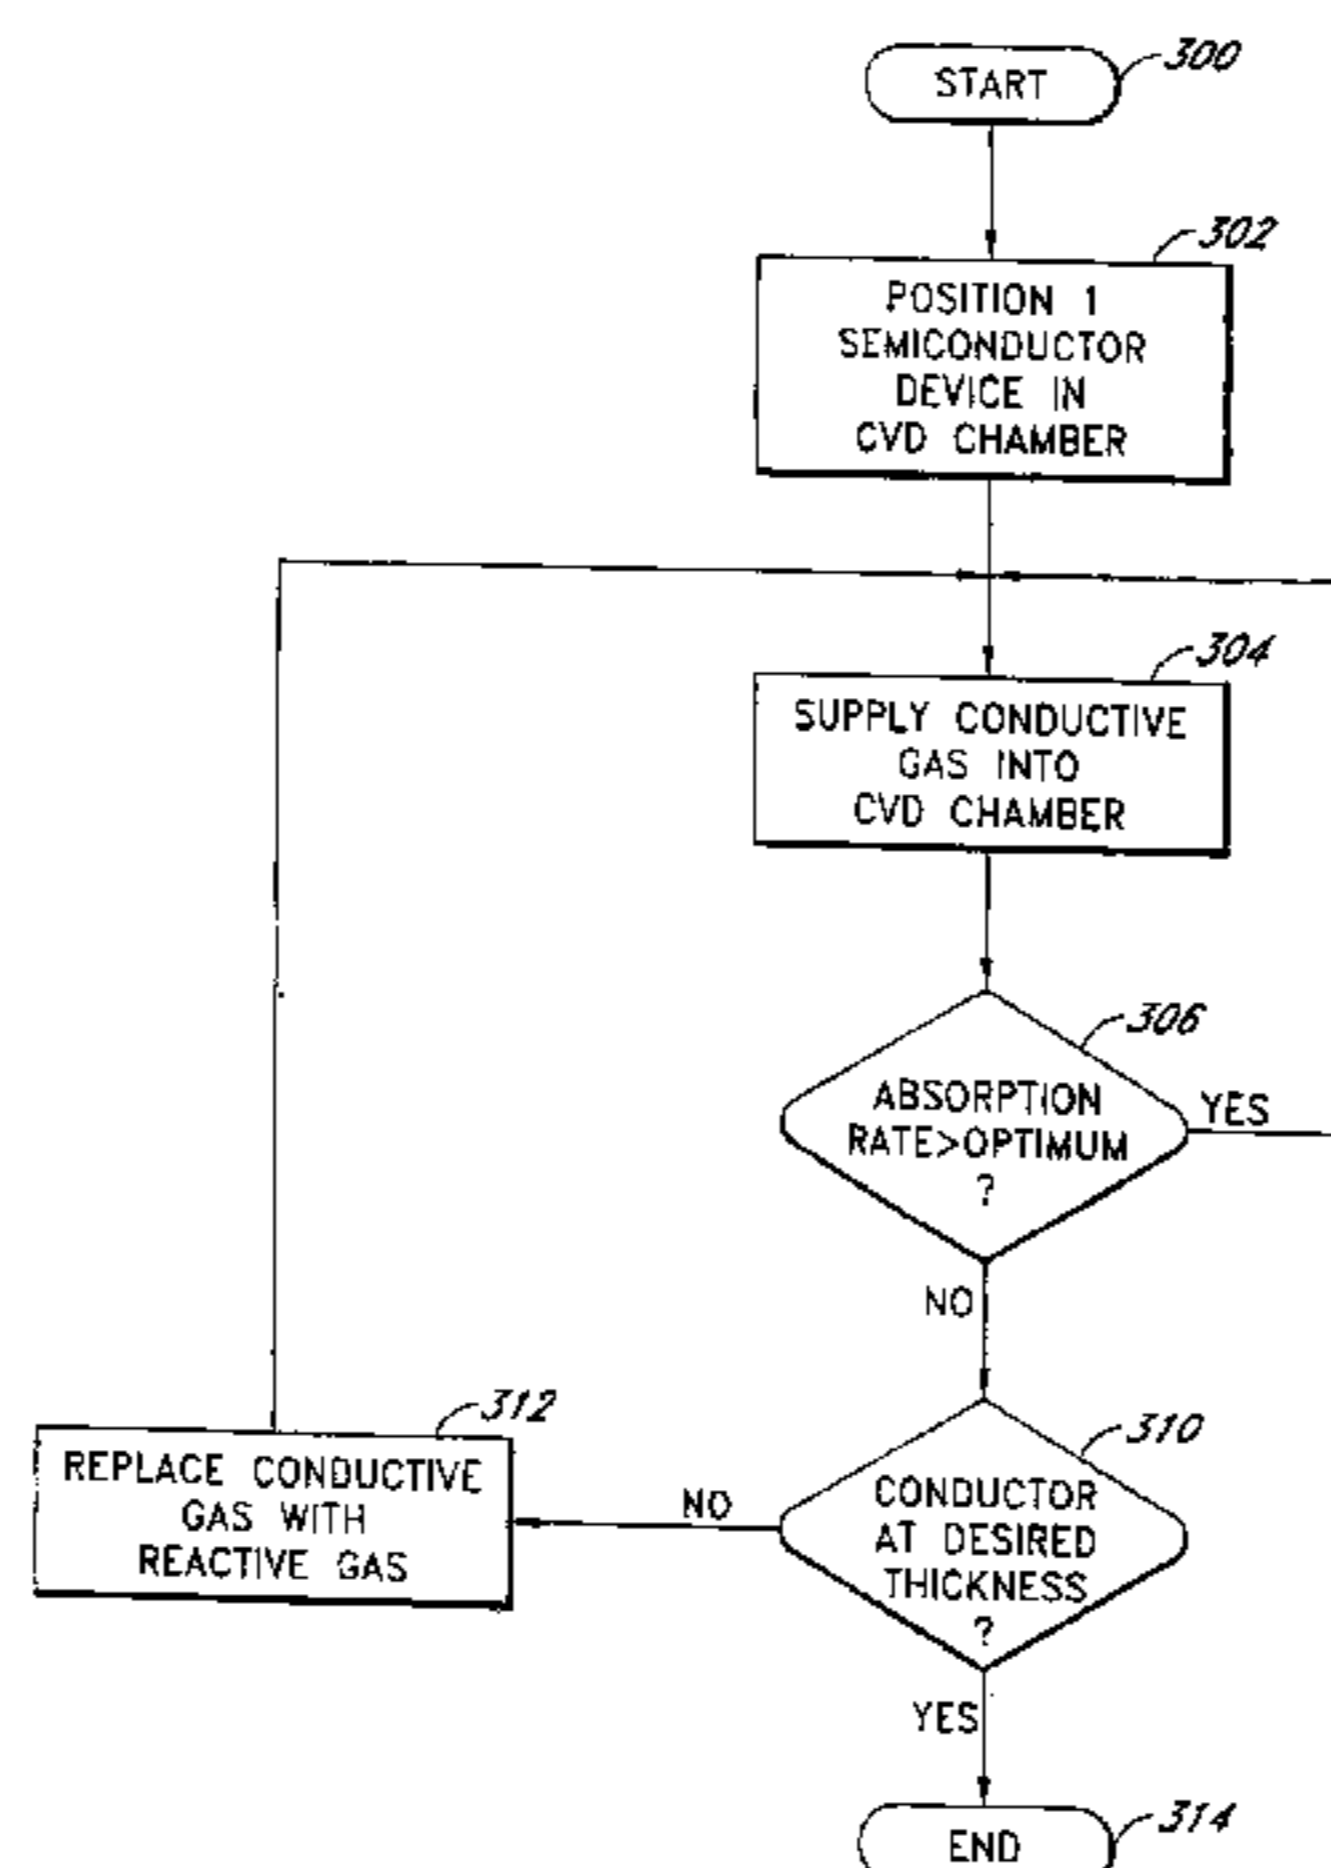 START
300
302
POSITION 1
SEMICONDUCTOR
DEVICE IN
CVD CHAMBER
304
SUPPLY CONDUCTIVE
GAS INTO
CVD CHAMBER
306
ABSORPTION
RATE>OPTIMUM
?
YES
NO
310
CONDUCTOR
AT DESIRED
THICKNESS
?
NO
312
REPLACE CONDUCTIVE
GAS WITH
REACTIVE GAS
YES
314
END